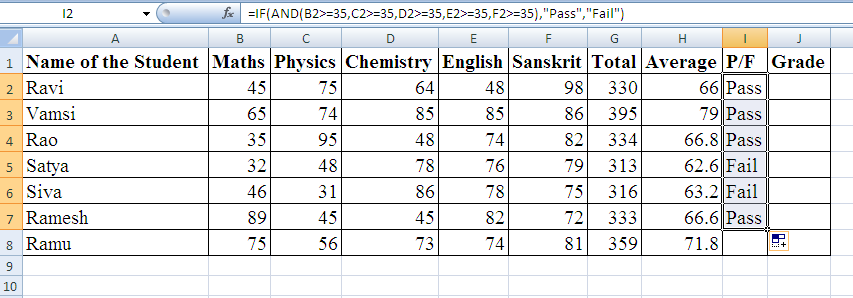 I2 fx =IF(AND(B2>=35,C2>=35,D2>=35,E2>=35,F2>=35),"Pass","Fail")
A B C D E F G H I J
1 Name of the Student Maths Physics Chemistry English Sanskrit Total Average P/F Grade
2 Ravi 45 75 64 48 98 330 66 Pass
3 Vamsi 65 74 85 85 86 395 79 Pass
4 Rao 35 95 48 74 82 334 66.8 Pass
5 Satya 32 48 78 76 79 313 62.6 Fail
6 Siva 46 31 86 78 75 316 63.2 Fail
7 Ramesh 89 45 45 82 72 333 66.6 Pass
8 Ramu 75 56 73 74 81 359 71.8
9
10